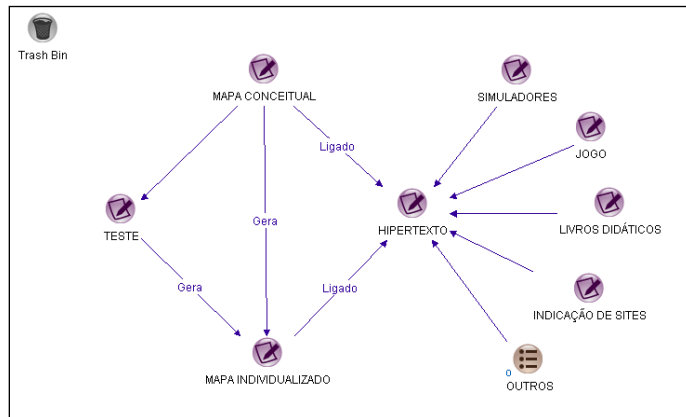 Trash Bin
MAPA CONCEITUAL
SIMULADORES
Ligado
JOGO
TESTE
Gera
HIPERTEXTO
LIVROS DIDÁTICOS
Gera
Ligado
INDICAÇÃO DE SITES
MAPA INDIVIDUALIZADO
0
OUTROS